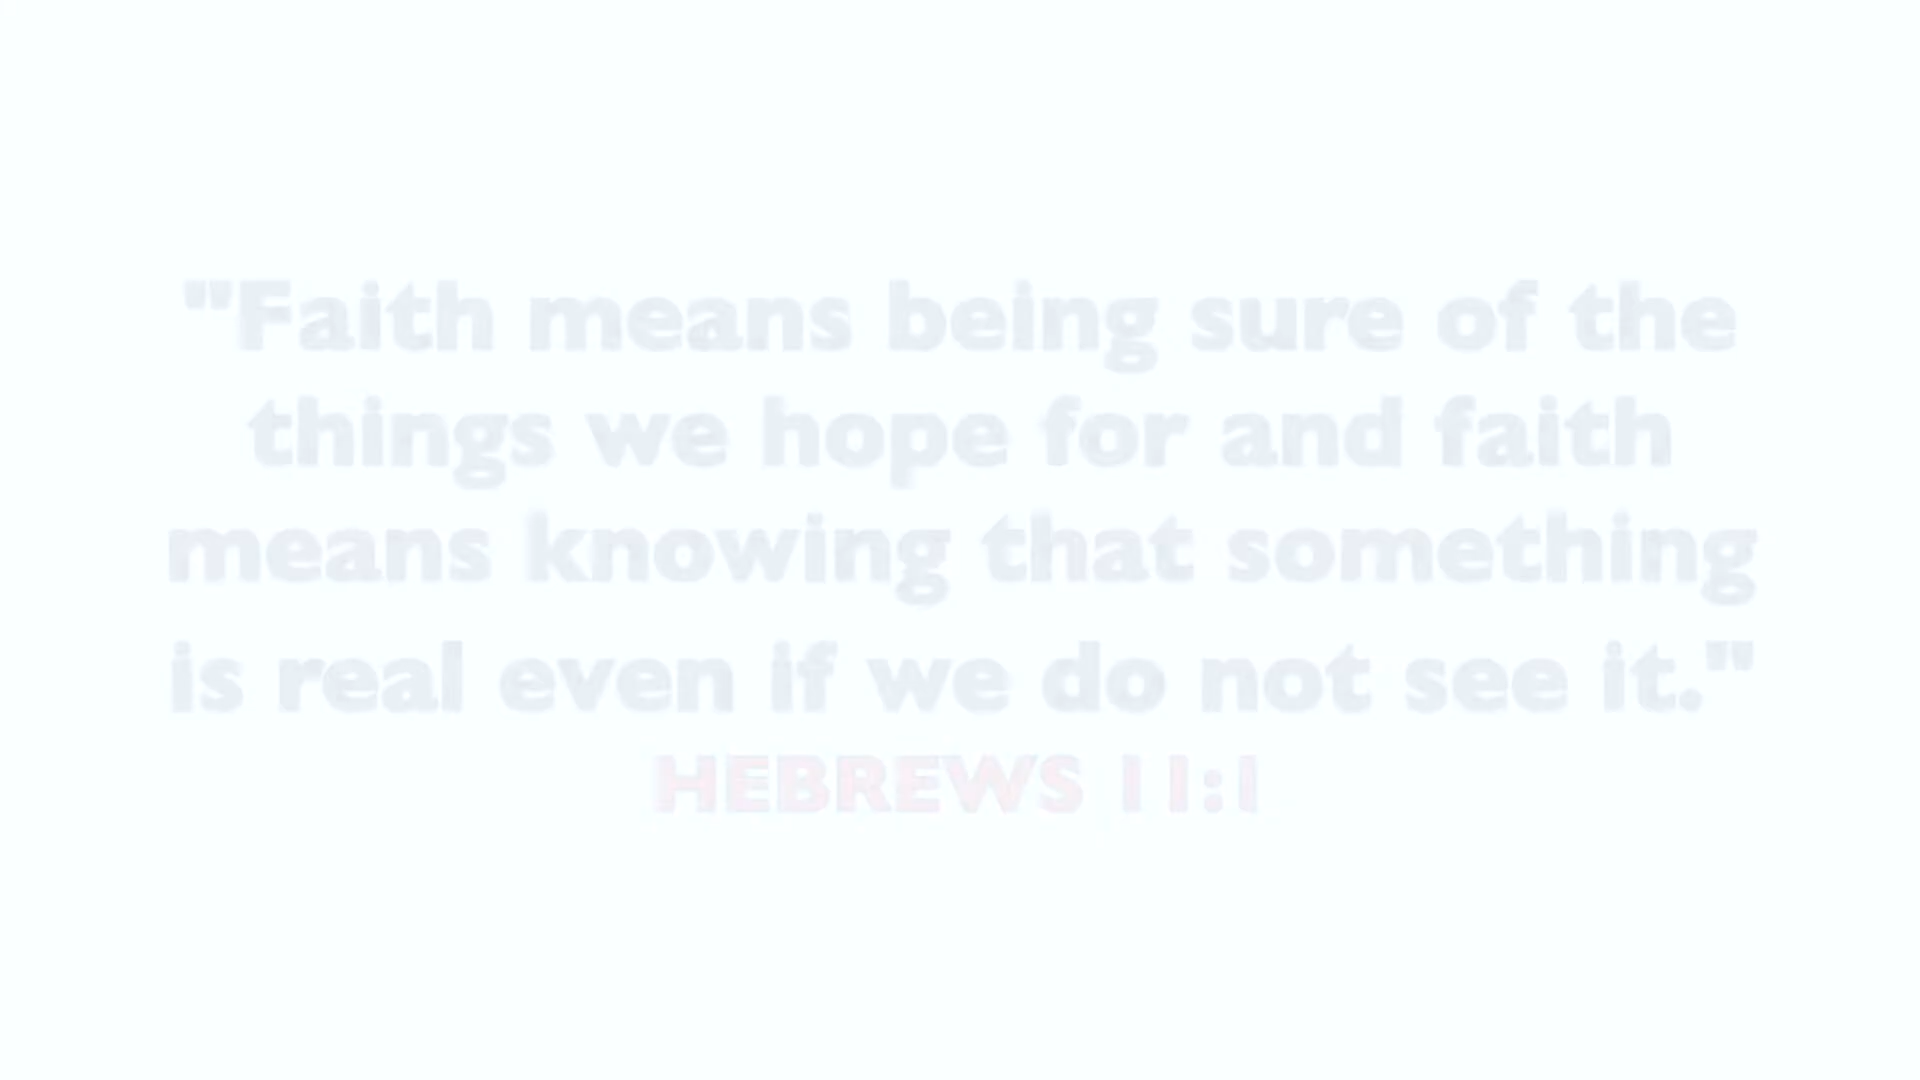 "Faith means being sure of the
things we hope for and faith
means knowing that something
is real even if we do not see it."
HEBREWS 11:1